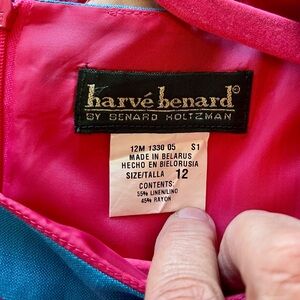 harvé benard®
BY BENARD HOLTZMAN
12M 1330 05 S1
MADE IN BELARUS
HECHO EN BIELORUSIA
SIZE/TALLA 12
CONTENTS:
55% LINEN/LINO
45% RAYON